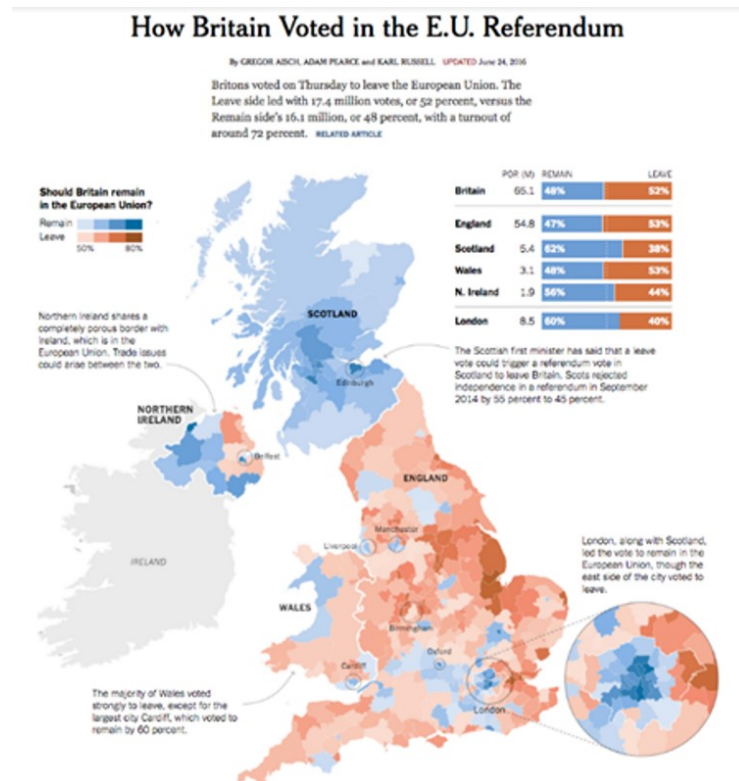 How Britain Voted in the E.U. Referendum
By GREGOR AISCH, ADAM PEARCE and KARL RUSSELL UPDATED June 24, 2016
Britons voted on Thursday to leave the European Union. The
Leave side led with 17.4 million votes, or 52 percent, versus the
Remain side's 16.1 million, or 48 percent, with a turnout of
around 72 percent. RELATED ARTICLE
POP. (M) REMAIN LEAVE
Britain 65.1 48% 52%
England 54.8 47% 53%
Scotland 5.4 62% 38%
Wales 3.1 48% 53%
N. Ireland 1.9 56% 44%
London 8.5 60% 40%
Should Britain remain
in the European Union?
Remain
Leave
50% 80%
Northern Ireland shares a
completely porous border with
Ireland, which is in the
European Union. Trade issues
could arise between the two.
SCOTLAND
Edinburgh
The Scottish first minister has said that a leave
vote could trigger a referendum vote in
Scotland to leave Britain. Scots rejected
independence in a referendum in September
2014 by 55 percent to 45 percent.
NORTHERN
IRELAND
Belfast
ENGLAND
Manchester
Liverpool
IRELAND
London, along with Scotland,
led the vote to remain in the
European Union, though the
east side of the city voted to
leave.
WALES
Birmingham
Oxford
Cardiff
London
The majority of Wales voted
strongly to leave, except for the
largest city Cardiff, which voted to
remain by 60 percent.